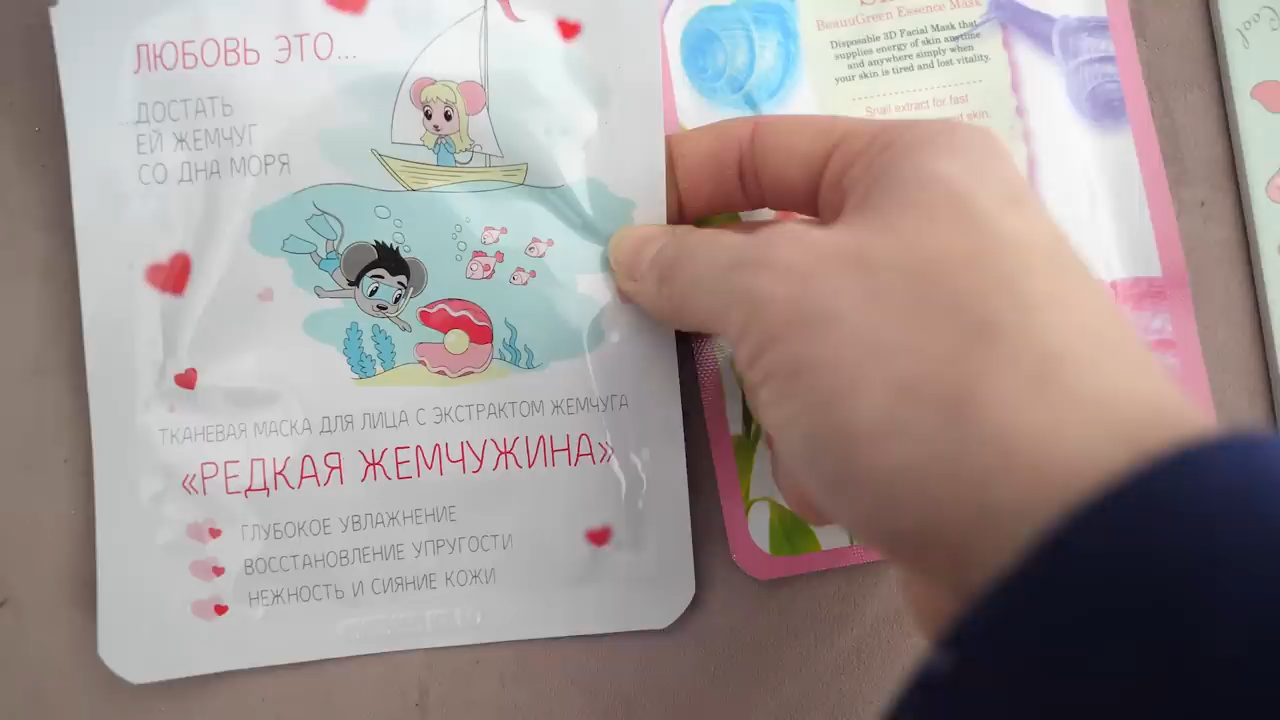 ЛЮБОВЬ ЭТО...
...ДОСТАТЬ
ЕЙ ЖЕМЧУГ
СО ДНА МОРЯ
ТКАНЕВАЯ МАСКА ДЛЯ ЛИЦА С ЭКСТРАКТОМ ЖЕМЧУГА
«РЕДКАЯ ЖЕМЧУЖИНА»
ГЛУБОКОЕ УВЛАЖНЕНИЕ
ВОССТАНОВЛЕНИЕ УПРУГОСТИ
НЕЖНОСТЬ И СИЯНИЕ КОЖИ
BeauuGreen Essence Mask
Disposable 3D Facial Mask that
supplies energy of skin anytime
and anywhere simply when
your skin is tired and lost vitality.
Snail extract for fast
skin.